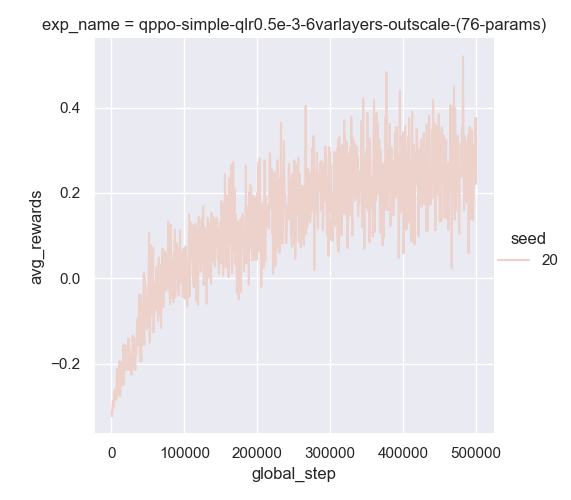 exp_name = qppo-simple-qlr0.5e-3-6varlayers-outscale-(76-params)
0.4
0.2
0.0
−0.2
avg_rewards
seed
20
0 100000 200000 300000 400000 500000
global_step